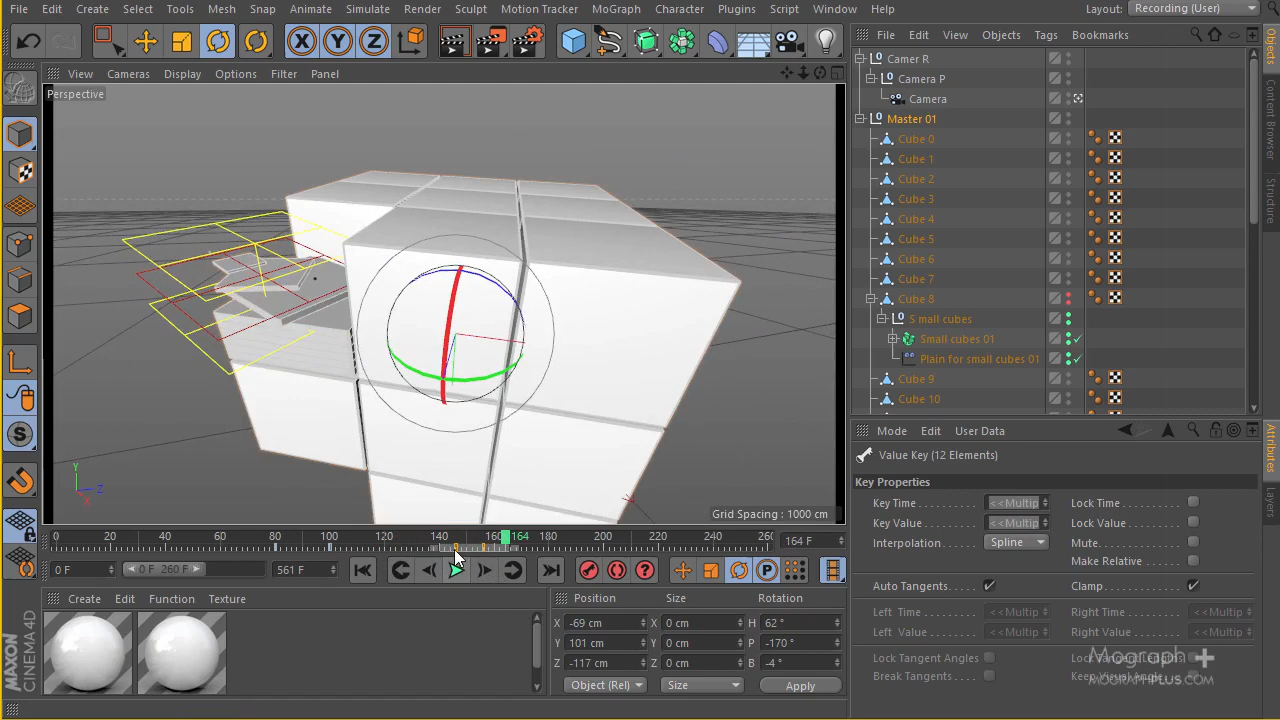 File Edit Create Select Tools Mesh Snap Animate Simulate Render Sculpt Motion Tracker MoGraph Character Plugins Script Window Help Layout: Recording (User)
X Y Z
File Edit View Objects Tags Bookmarks
View Cameras Display Options Filter Panel
Perspective
Camer R
Camera P
Camera
Master 01
Cube 0
Cube 1
Cube 2
Cube 3
Cube 4
Cube 5
Cube 6
Cube 7
Cube 8
S mall cubes
Small cubes 01
Plain for small cubes 01
Cube 9
Cube 10
Objects
Content Browser
Structure
Y
Z
X
Grid Spacing : 1000 cm
Mode Edit User Data
Value Key (12 Elements)
Key Properties
Key Time <<Multip Lock Time
Key Value <<Multip Lock Value
Interpolation Spline Mute
Make Relative
Auto Tangents Clamp
Left Time <<Multip Right Time <<Multip
Left Value <<Multip Right Value <<Multip
Lock Tangent Angles Lock Tangent Lengths
Break Tangents Keep Visual Angle
Attributes
Layers
0 20 40 60 80 100 120 140 160 164 180 200 220 240 260 164 F
0 F 0 F 260 F 561 F
Create Edit Function Texture
Position Size Rotation
X -69 cm X 0 cm H 62 °
Y 101 cm Y 0 cm P -170 °
Z -117 cm Z 0 cm B -4 °
Object (Rel) Size Apply
MAXON
CINEMA 4D
Mograph +
MOGRAPHPLUS.COM